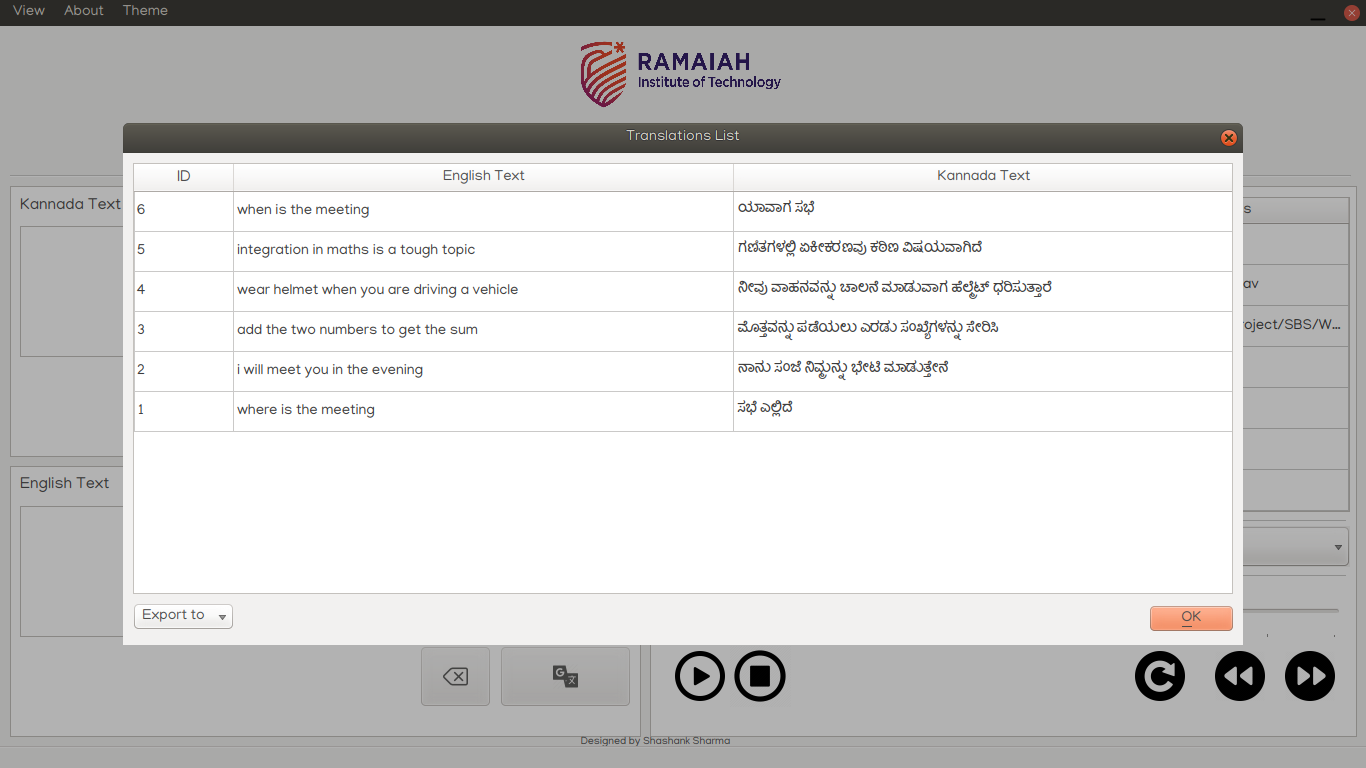 View About Theme
RAMAIAH
Institute of Technology
Translations List
ID English Text Kannada Text
6 when is the meeting ಯಾವಾಗ ಸಭೆ
5 integration in maths is a tough topic ಗಣಿತಗಳಲ್ಲಿ ಏಕೀಕರಣವು ಕಠಿಣ ವಿಷಯವಾಗಿದೆ
4 wear helmet when you are driving a vehicle ನೀವು ವಾಹನವನ್ನು ಚಾಲನೆ ಮಾಡುವಾಗ ಹೆಲ್ಮೆಟ್ ಧರಿಸುತ್ತಾರೆ
3 add the two numbers to get the sum ಮೊತ್ತವನ್ನು ಪಡೆಯಲು ಎರಡು ಸಂಖ್ಯೆಗಳನ್ನು ಸೇರಿಸಿ
2 i will meet you in the evening ನಾನು ಸಂಜೆ ನಿಮ್ಮನ್ನು ಭೇಟಿ ಮಾಡುತ್ತೇನೆ
1 where is the meeting ಸಭೆ ಎಲ್ಲಿದೆ
Export to
OK
Kannada Text
English Text
s
av
oject/SBS/W...
Designed by Shashank Sharma